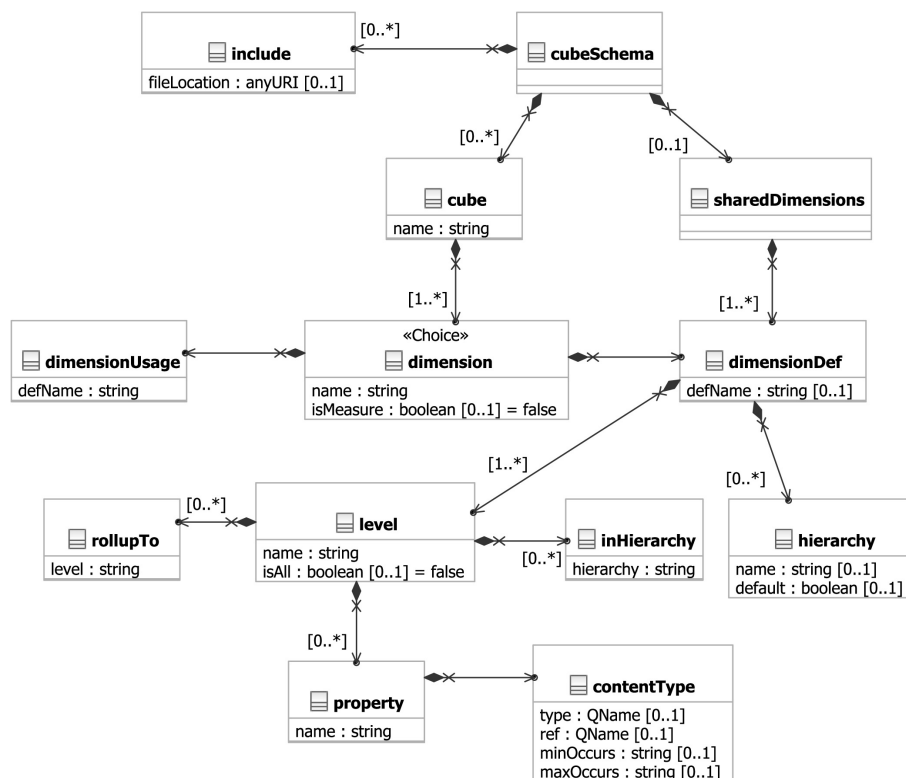 [0..*]
include
cubeSchema
fileLocation : anyURI [0..1]
[0..*]
[0..1]
cube
name : string
sharedDimensions
[1..*]
[1..*]
«Choice»
dimensionUsage
defName : string
dimension
name : string
isMeasure : boolean [0..1] = false
dimensionDef
defName : string [0..1]
[1..*]
[0..*]
[0..*]
rollupTo
level : string
level
name : string
isAll : boolean [0..1] = false
[0..*]
inHierarchy
hierarchy : string
hierarchy
name : string [0..1]
default : boolean [0..1]
[0..*]
property
name : string
contentType
type : QName [0..1]
ref : QName [0..1]
minOccurs : string [0..1]
maxOccurs : string [0..1]